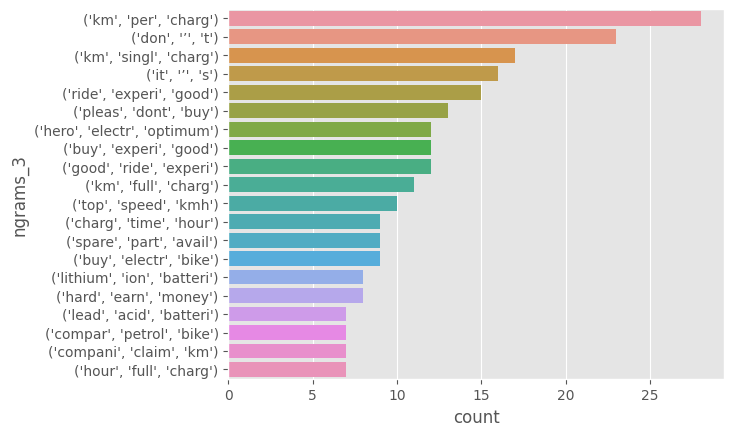 ('km', 'per', 'charg')
('don', '’', 't')
('km', 'singl', 'charg')
('it', '’', 's')
('ride', 'experi', 'good')
('pleas', 'dont', 'buy')
('hero', 'electr', 'optimum')
('buy', 'experi', 'good')
('good', 'ride', 'experi')
('km', 'full', 'charg')
('top', 'speed', 'kmh')
('charg', 'time', 'hour')
('spare', 'part', 'avail')
('buy', 'electr', 'bike')
('lithium', 'ion', 'batteri')
('hard', 'earn', 'money')
('lead', 'acid', 'batteri')
('compar', 'petrol', 'bike')
('compani', 'claim', 'km')
('hour', 'full', 'charg')
ngrams_3
0 5 10 15 20 25
count